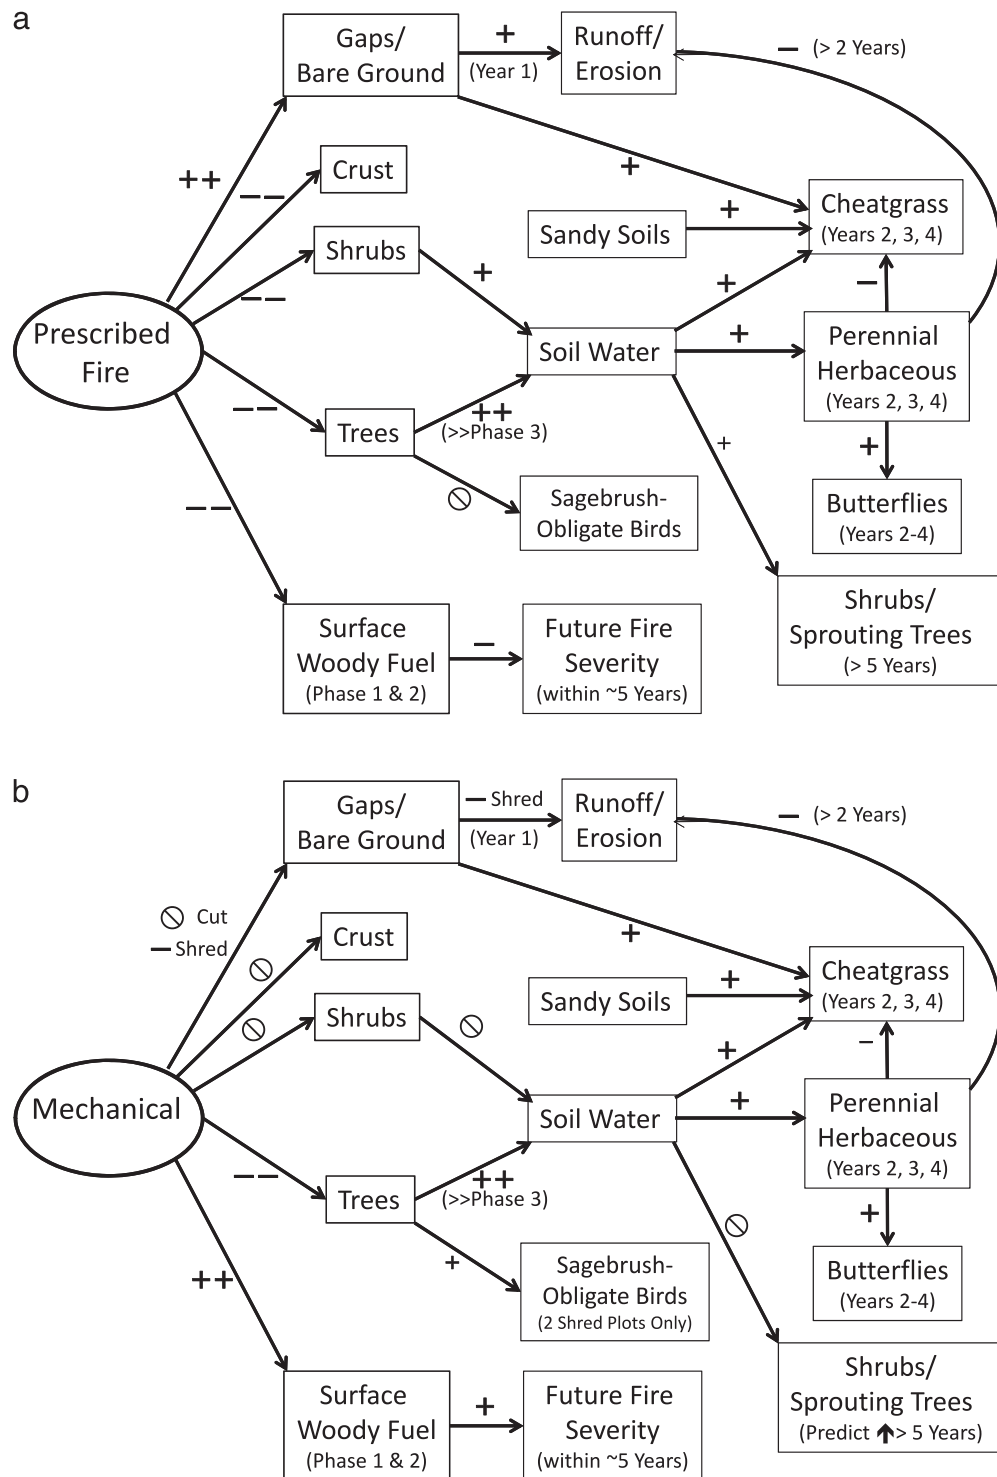 a
Gaps/
Bare Ground
+
(Year 1)
Runoff/
Erosion
− (> 2 Years)
++
−−
Crust
+
Cheatgrass
(Years 2, 3, 4)
+
Sandy Soils
Shrubs
−−
+
+
−
Prescribed
Fire
Soil Water
+
Perennial
Herbaceous
(Years 2, 3, 4)
−−
Trees
++
(>>Phase 3)
+
+
Sagebrush-
Obligate Birds
Butterflies
(Years 2-4)
−−
Shrubs/
Sprouting Trees
(> 5 Years)
Surface
Woody Fuel
(Phase 1 & 2)
−
Future Fire
Severity
(within ~5 Years)
b
Gaps/
Bare Ground
− Shred
(Year 1)
Runoff/
Erosion
− (> 2 Years)
Cut
− Shred
Crust
+
Cheatgrass
(Years 2, 3, 4)
+
Sandy Soils
Shrubs
+
−
Mechanical
Soil Water
+
Perennial
Herbaceous
(Years 2, 3, 4)
−−
Trees
++
(>>Phase 3)
+
+
Sagebrush-
Obligate Birds
(2 Shred Plots Only)
Butterflies
(Years 2-4)
++
Shrubs/
Sprouting Trees
(Predict 🡅> 5 Years)
Surface
Woody Fuel
(Phase 1 & 2)
+
Future Fire
Severity
(within ~5 Years)